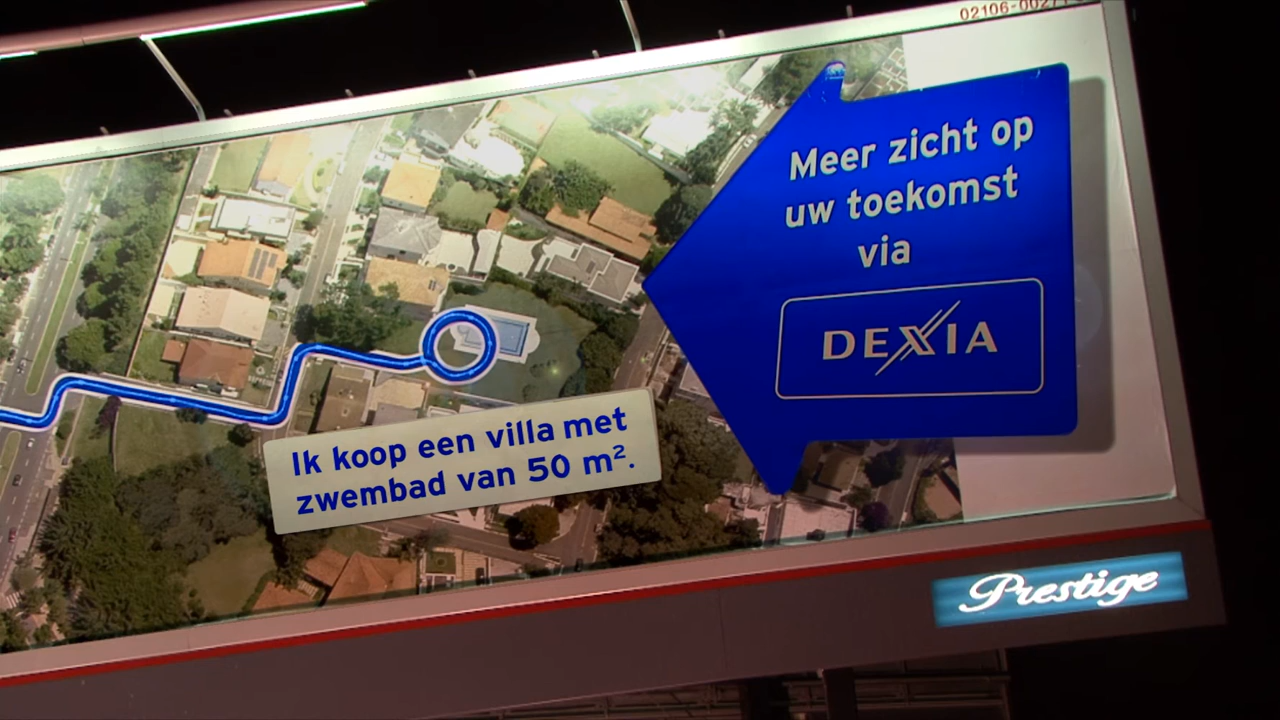 Meer zicht op
uw toekomst
via
DEXIA
Ik koop een villa met
zwembad van 50 m².
Prestige